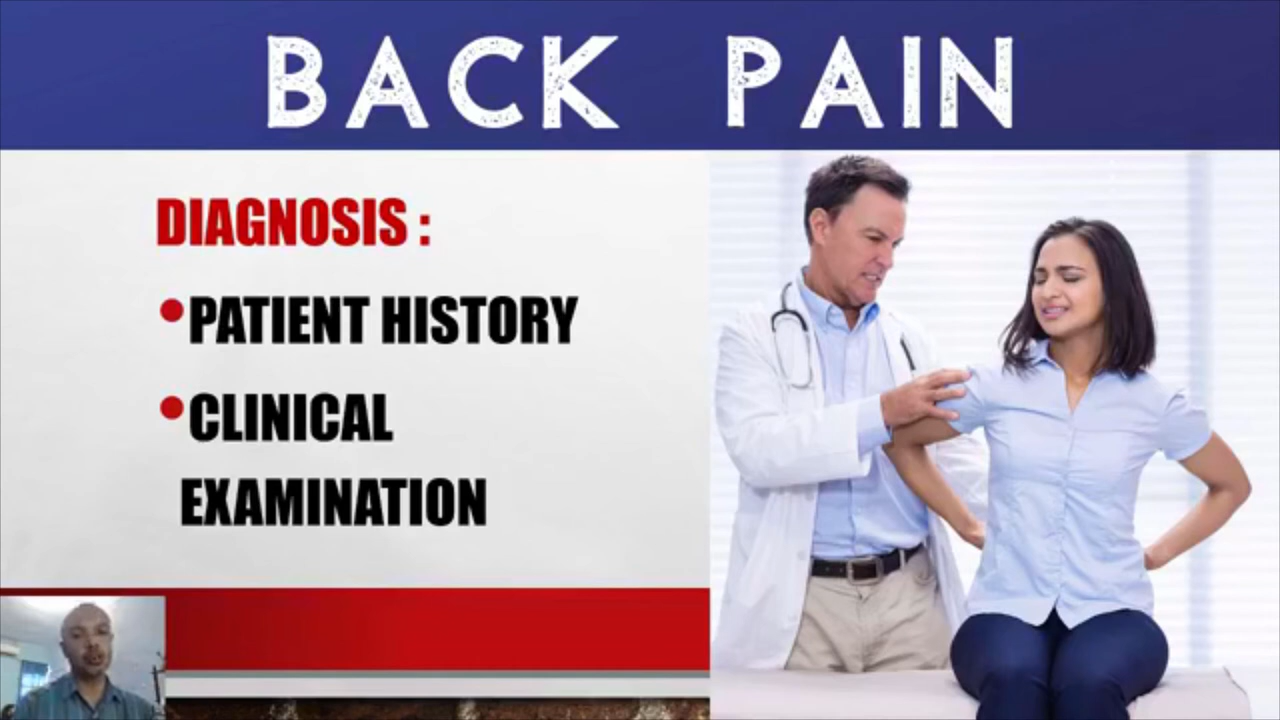 BACK PAIN
DIAGNOSIS :
•PATIENT HISTORY
•CLINICAL
EXAMINATION